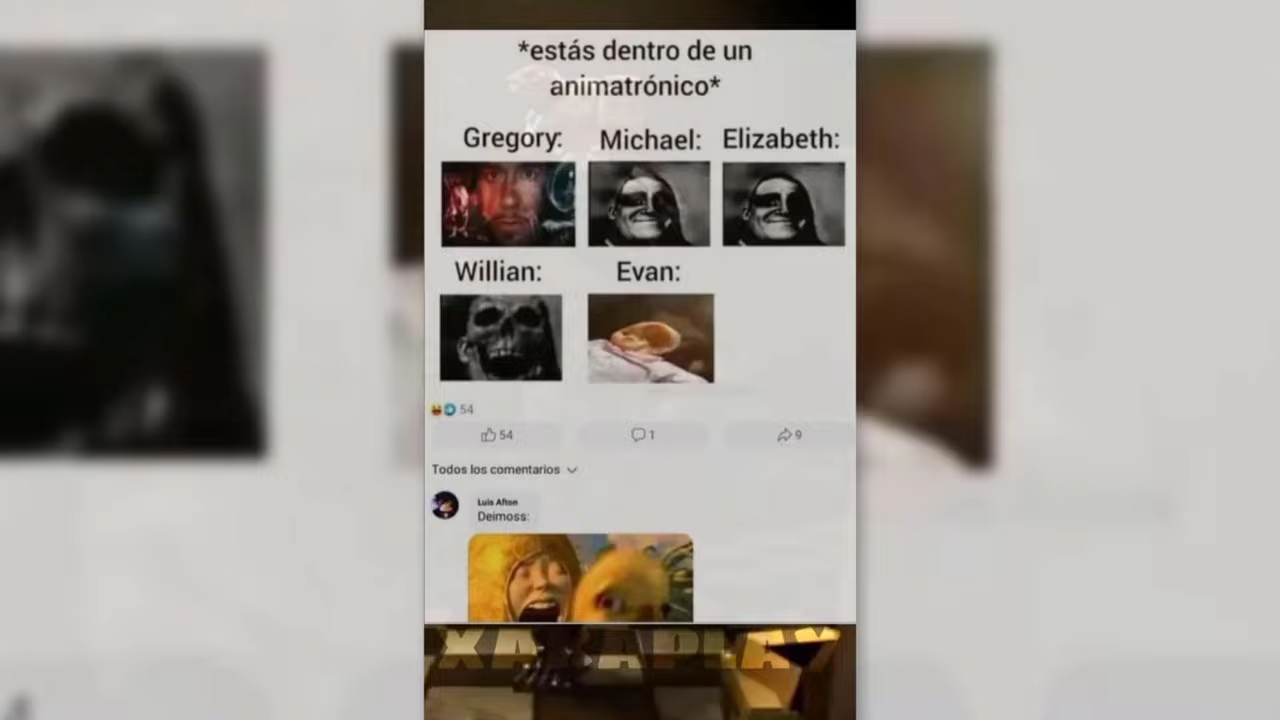 *estás dentro de un
animatrónico*
Gregory:
Michael:
Elizabeth:
Willian:
Evan:
54
54
1
9
Todos los comentarios
Luis Afton
Deimoss: